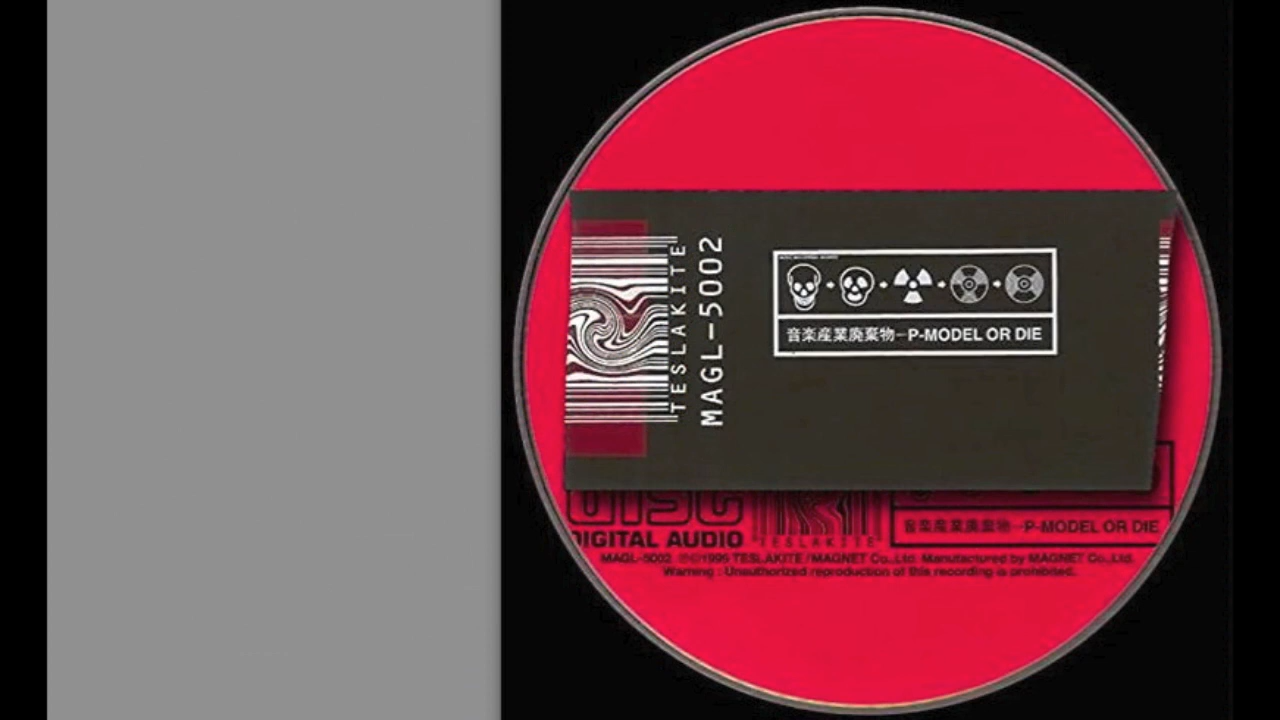 TESLAKITE
MAGL-5002
音楽産業廃棄物—P-MODEL OR DIE
DISC
DIGITAL AUDIO
TESLAKITE
音楽産業廃棄物—P-MODEL OR DIE
MAGL-5002 ℗©1999 TESLAKITE/MAGNET Co.,Ltd. Manufactured by MAGNET Co.,Ltd.
Warning : Unauthorized reproduction of this recording is prohibited.